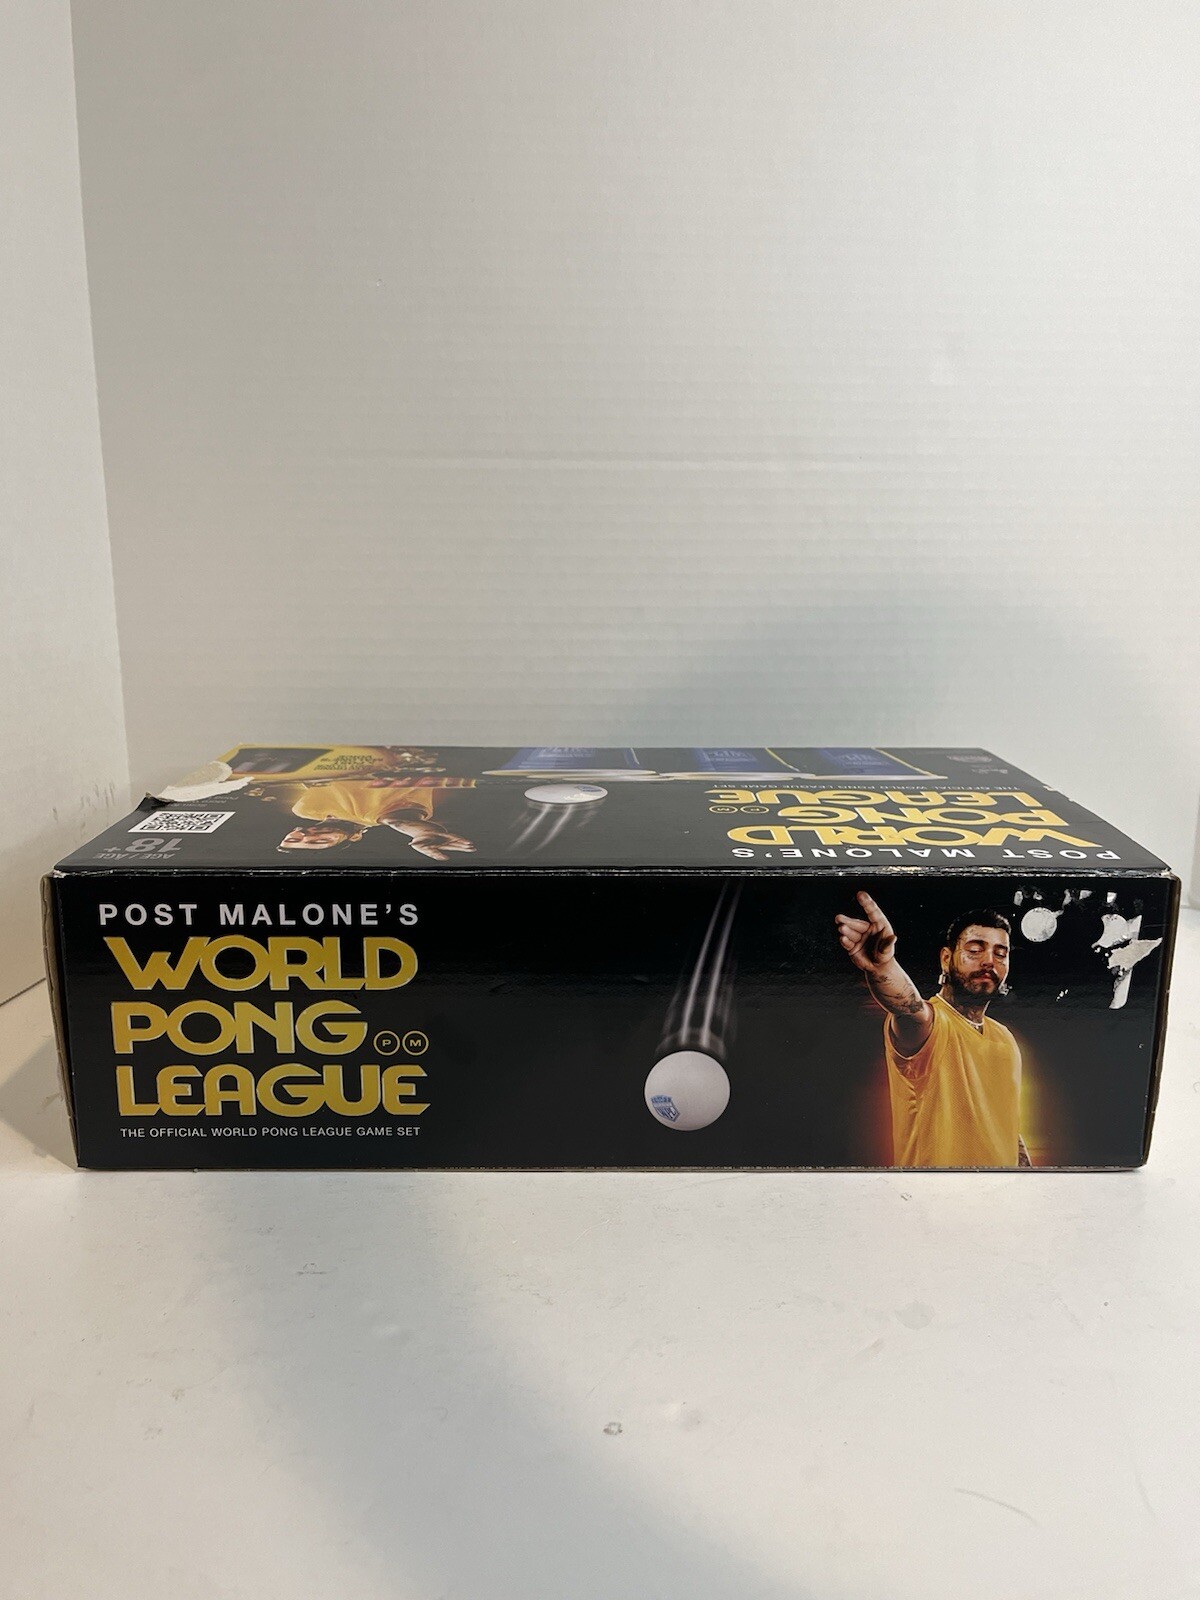 POST MALONE'S
WORLD
PONG
LEAGUE
THE OFFICIAL WORLD PONG LEAGUE GAME SET
AGE / AGE
18+
POST MALONE'S
WORLD
PONG P M
LEAGUE
THE OFFICIAL WORLD PONG LEAGUE GAME SET